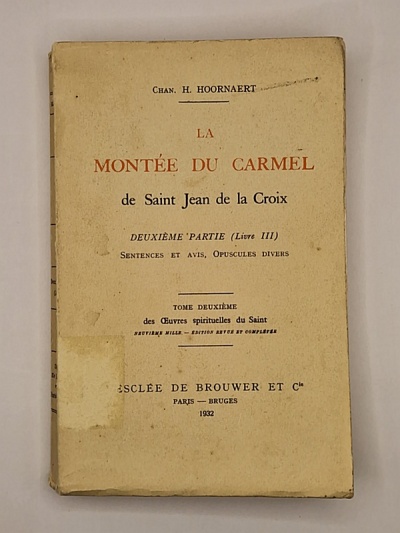 CHAN. H. HOORNAERT
LA
MONTÉE DU CARMEL
de Saint Jean de la Croix
DEUXIÈME PARTIE (Livre III)
SENTENCES ET AVIS, OPUSCULES DIVERS
TOME DEUXIÈME
des Œuvres spirituelles du Saint
NEUVIÈME MILLE — ÉDITION REVUE ET COMPLÉTÉE
ESCLÉE DE BROUWER ET Cie
PARIS — BRUGES
1932